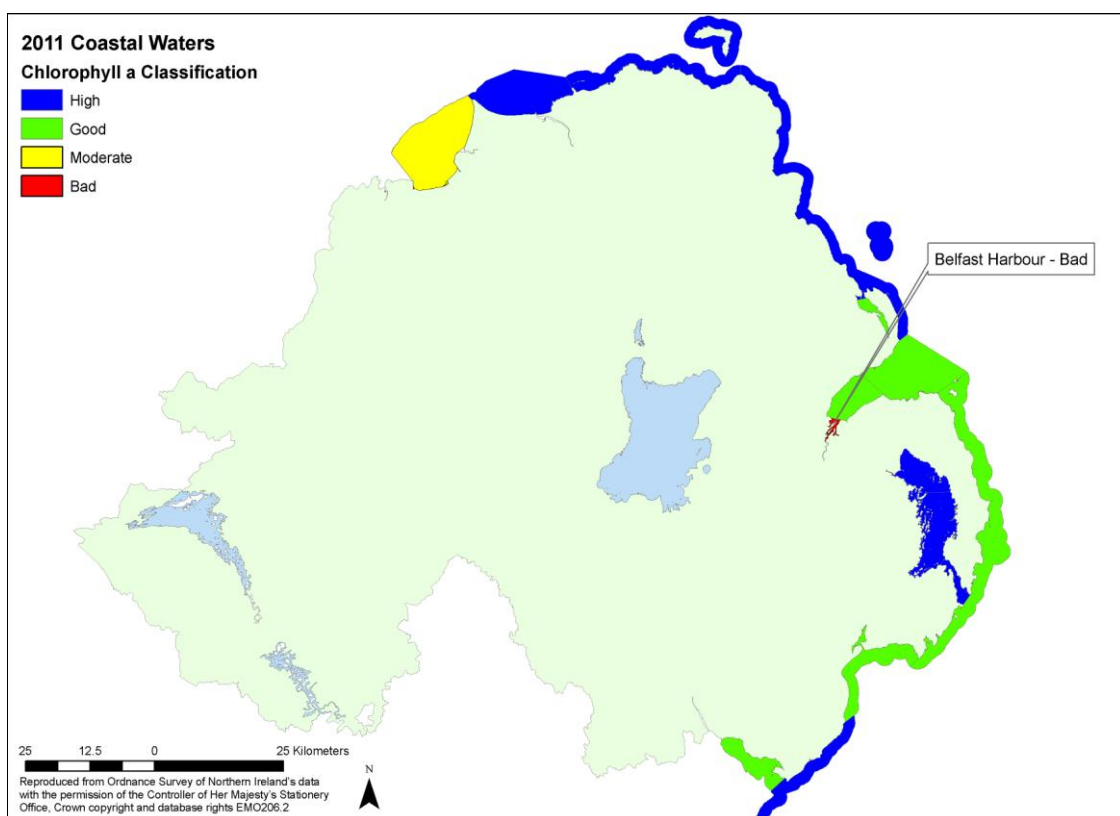 2011 Coastal Waters
Chlorophyll a Classification
High
Good
Moderate
Bad
Belfast Harbour - Bad
25 12.5 0 25 Kilometers
Reproduced from Ordnance Survey of Northern Ireland's data
with the permission of the Controller of Her Majesty's Stationery
Office, Crown copyright and database rights EMO206.2
N